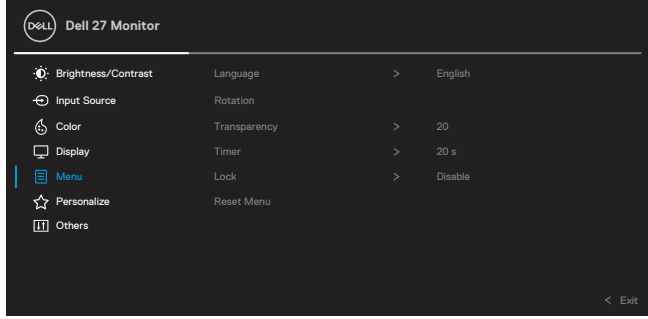 DELL Dell 27 Monitor
Brightness/Contrast Language > English
Input Source Rotation
Color Transparency > 20
Display Timer > 20 s
Menu Lock > Disable
Personalize Reset Menu
Others
< Exit